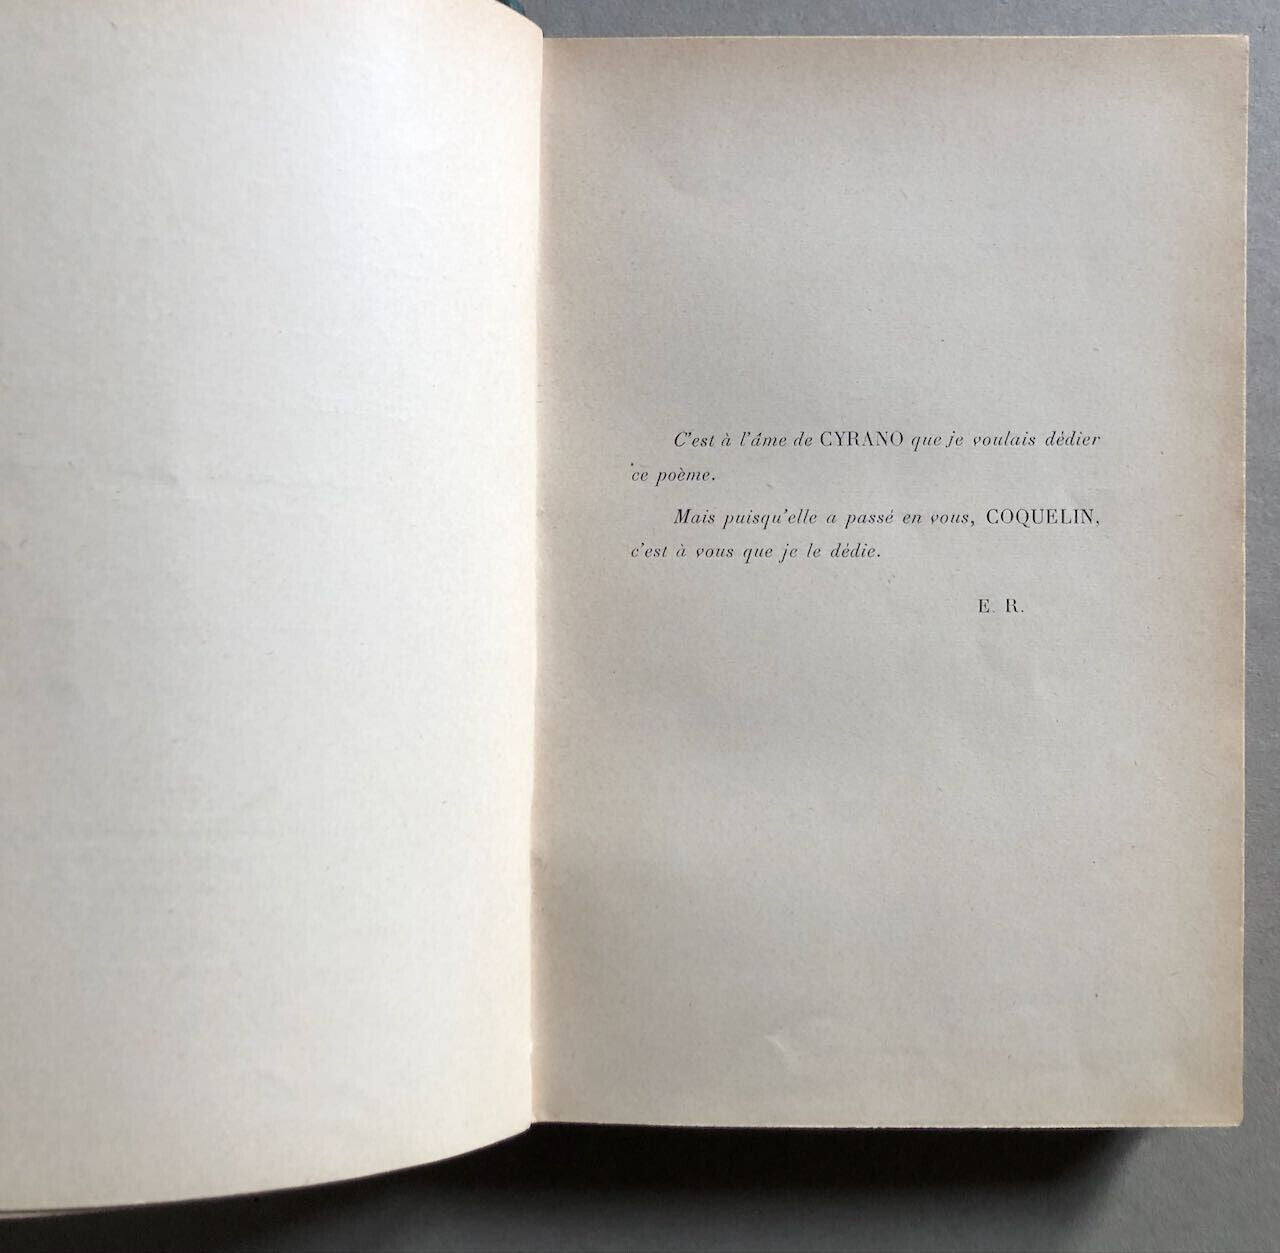 C'est à l'âme de CYRANO que je voulais dédier
ce poème.
Mais puisqu'elle a passé en vous, COQUELIN,
c'est à vous que je le dédie.
E. R.